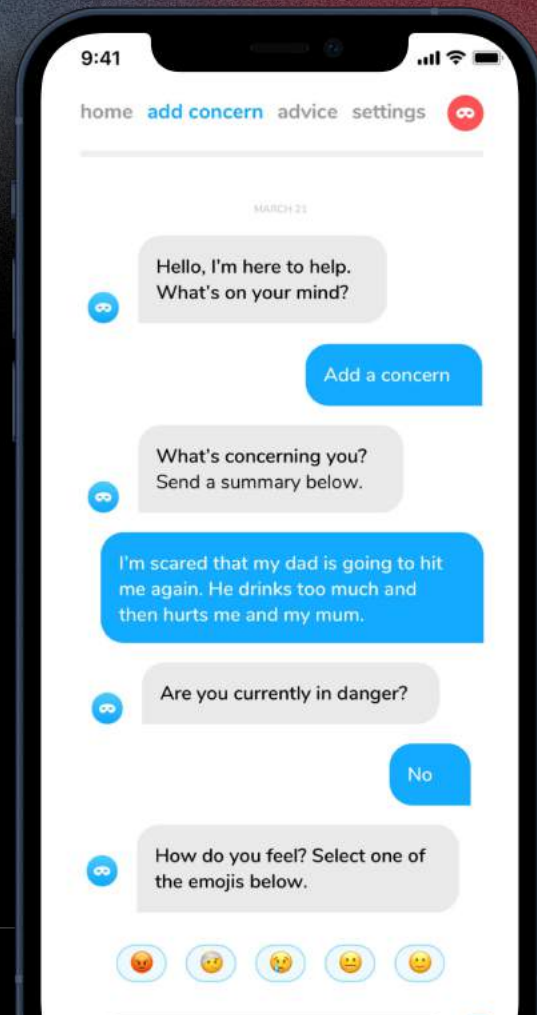 9:41
home add concern advice settings
MARCH 21
Hello, I'm here to help.
What's on your mind?
Add a concern
What's concerning you?
Send a summary below.
I'm scared that my dad is going to hit
me again. He drinks too much and
then hurts me and my mum.
Are you currently in danger?
No
How do you feel? Select one of
the emojis below.